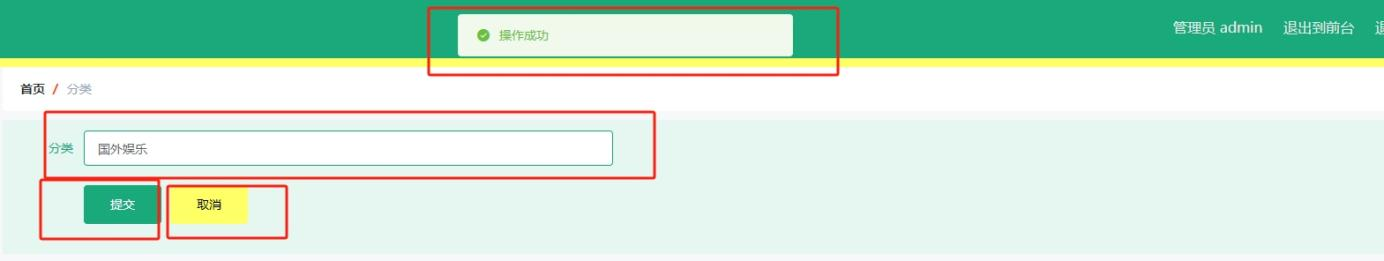 操作成功
管理员 admin 退出到前台
首页 / 分类
分类 国外娱乐
提交 取消